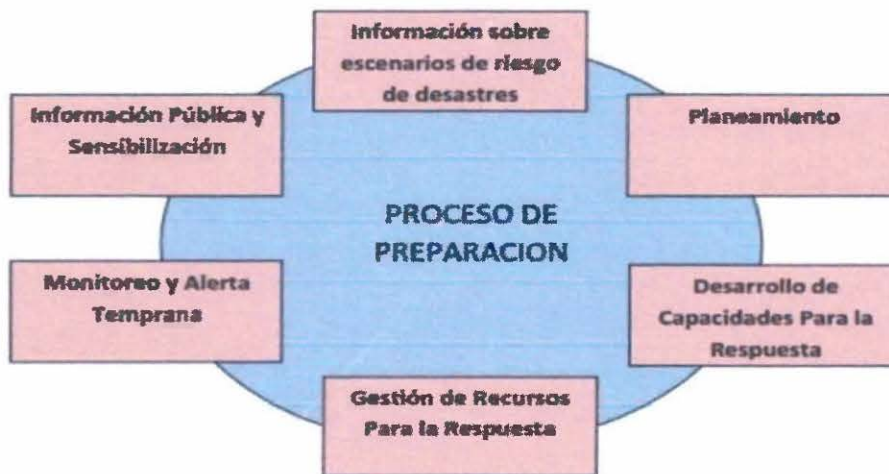 Información sobre
escenarios de riesgo
de desastres
Información Pública y
Sensibilización
Planeamiento
PROCESO DE
PREPARACION
Monitoreo y Alerta
Temprana
Desarrollo de
Capacidades Para la
Respuesta
Gestión de Recursos
Para la Respuesta